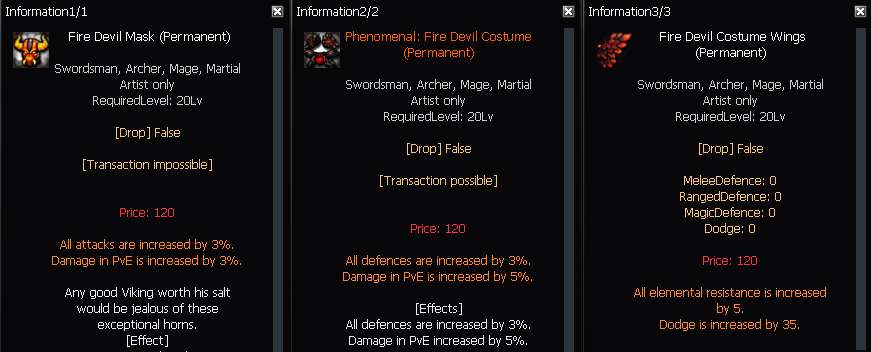 Information1/1
Fire Devil Mask (Permanent)
Swordsman, Archer, Mage, Martial
Artist only
RequiredLevel: 20Lv
[Drop] False
[Transaction impossible]
Price: 120
All attacks are increased by 3%.
Damage in PvE is increased by 3%.
Any good Viking worth his salt
would be jealous of these
exceptional horns.
[Effect]
Information2/2
Phenomenal: Fire Devil Costume
(Permanent)
Swordsman, Archer, Mage, Martial
Artist only
RequiredLevel: 20Lv
[Drop] False
[Transaction possible]
Price: 120
All defences are increased by 3%.
Damage in PvE is increased by 5%.
[Effects]
All defences are increased by 3%.
Damage in PvE is increased by 5%.
Information3/3
Fire Devil Costume Wings
(Permanent)
Swordsman, Archer, Mage, Martial
Artist only
RequiredLevel: 20Lv
[Drop] False
MeleeDefence: 0
RangedDefence: 0
MagicDefence: 0
Dodge: 0
Price: 120
All elemental resistance is increased
by 5.
Dodge is increased by 35.